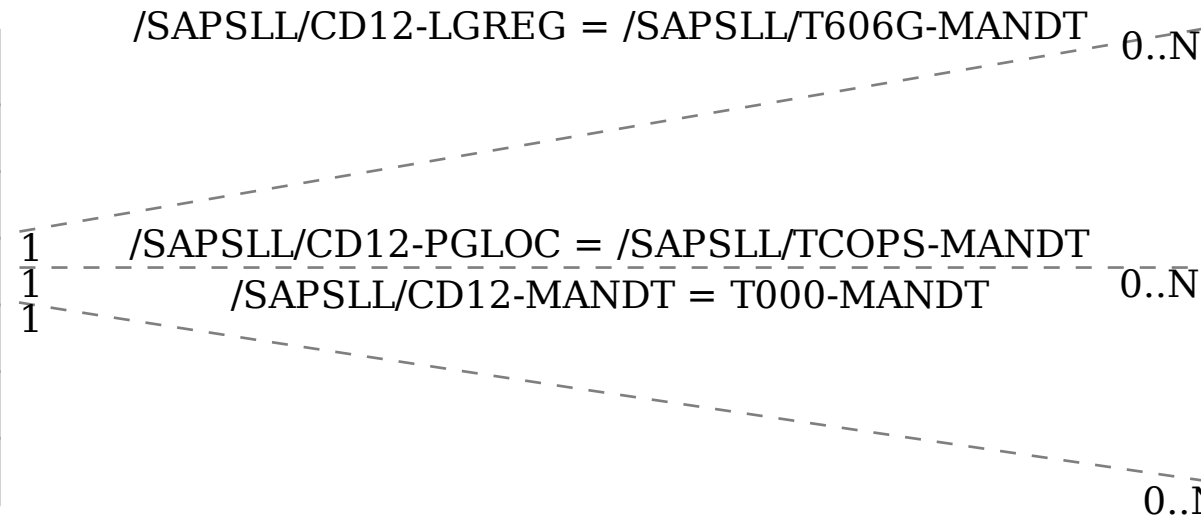 /SAPSLL/CD12-LGREG = /SAPSLL/T606G-MANDT
0..N
1
/SAPSLL/CD12-PGLOC = /SAPSLL/TCOPS-MANDT
1
0..N
/SAPSLL/CD12-MANDT = T000-MANDT
1
0..N